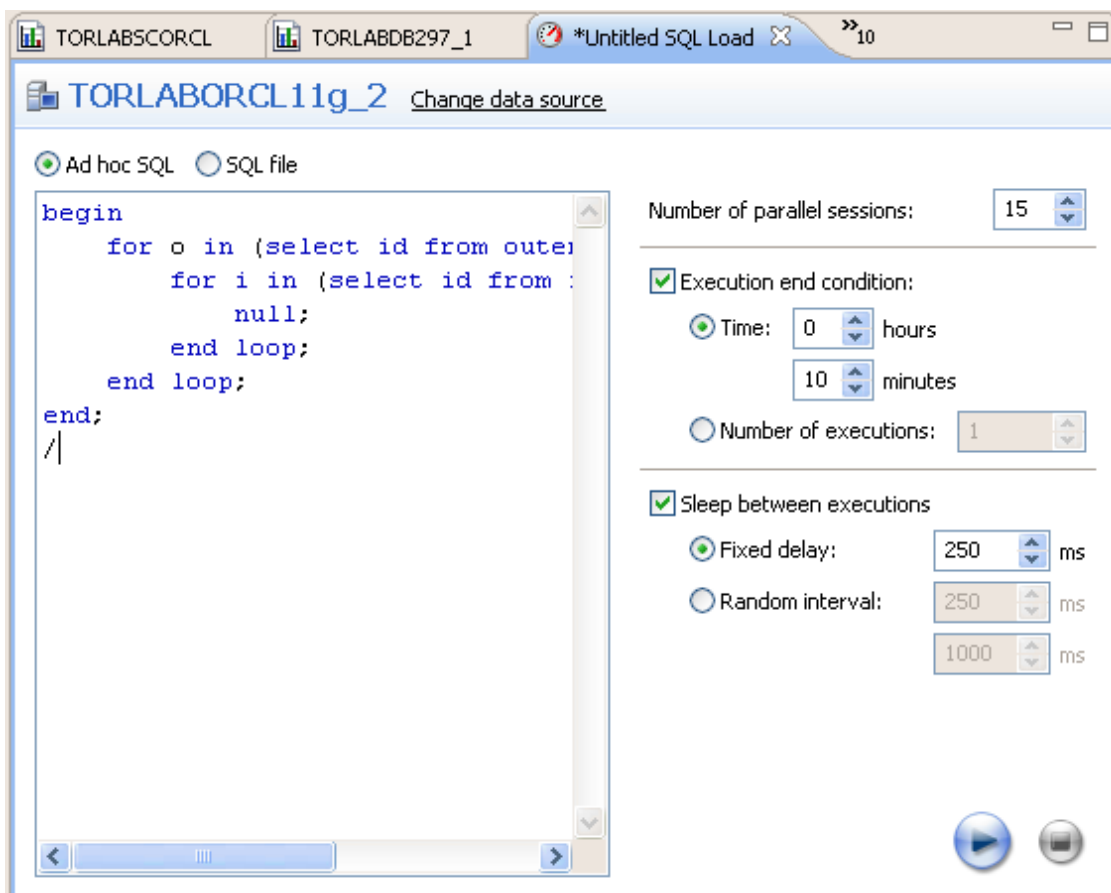 TORLABSCORCL TORLABDB297_1 *Untitled SQL Load »10
TORLABORCL11g_2 Change data source
Ad hoc SQL SQL file
begin
for o in (select id from outer
for i in (select id from
null;
end loop;
end loop;
end;
/
Number of parallel sessions: 15
Execution end condition:
Time: 0 hours
10 minutes
Number of executions: 1
Sleep between executions
Fixed delay: 250 ms
Random interval: 250 ms
1000 ms